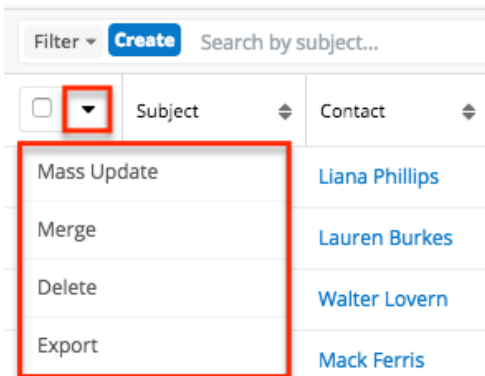 Filter Create Search by subject...
Subject Contact
Mass Update Liana Phillips
Merge Lauren Burkes
Delete Walter Lovern
Export Mack Ferris